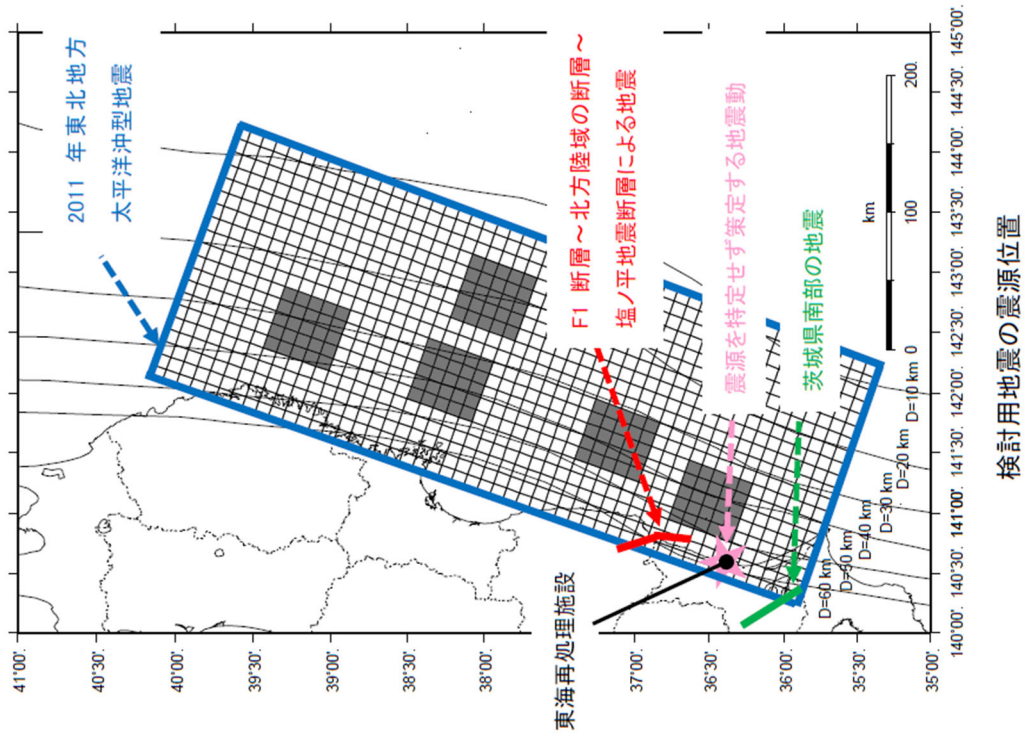 2011 年東北地方
太平洋沖型地震
F1 断層～北方陸域の断層～
塩ノ平地震断層による地震
震源を特定せず策定する地震動
茨城県南部の地震
東海再処理施設
41°00'.
40°30'.
40°00'.
39°30'.
39°00'.
38°30'.
38°00'.
37°00'.
36°30'.
36°00'.
35°30'.
35°00'.
140°00'.
140°30'.
141°00'.
141°30'.
142°00'.
142°30'.
143°00'.
143°30'.
144°00'.
144°30'.
145°00'.
km
0
100
200.
D=10 km
D=20 km
D=30 km
D=40 km
D=50 km
D=60 km
検討用地震の震源位置